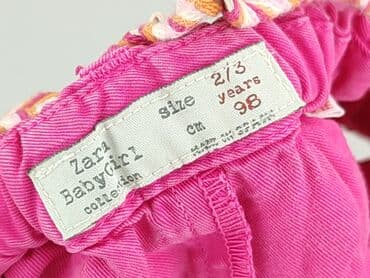 Zara
BabyGirl
collection
size 2/3
years
cm 98